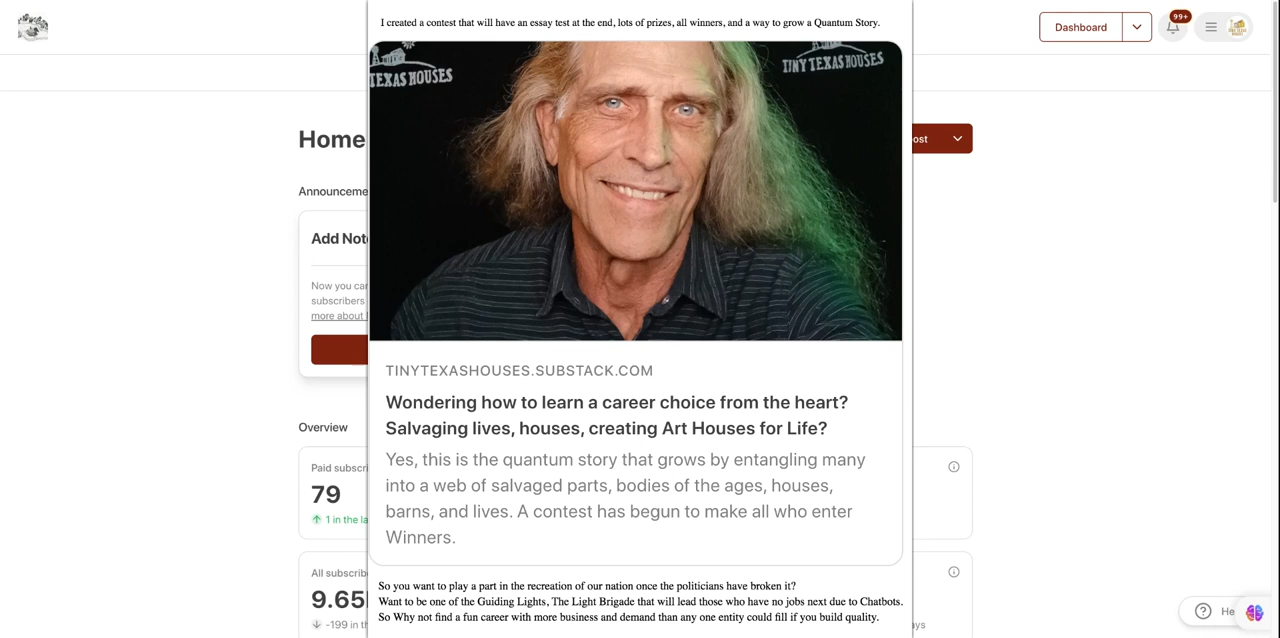 I created a contest that will have an essay test at the end, lots of prizes, all winners, and a way to grow a Quantum Story.
Dashboard
99+
TEXAS HOUSES
TINY TEXAS HOUSES
Home
ost
Announceme
Add Not
Now you car
subscribers
more about
TINYTEXASHOUSES.SUBSTACK.COM
Wondering how to learn a career choice from the heart?
Salvaging lives, houses, creating Art Houses for Life?
Yes, this is the quantum story that grows by entangling many
into a web of salvaged parts, bodies of the ages, houses,
barns, and lives. A contest has begun to make all who enter
Winners.
Overview
Paid subscri
79
1 in the la
All subscribe
9.65
-199 in th
ays
So you want to play a part in the recreation of our nation once the politicians have broken it?
Want to be one of the Guiding Lights, The Light Brigade that will lead those who have no jobs next due to Chatbots.
So Why not find a fun career with more business and demand than any one entity could fill if you build quality.
He